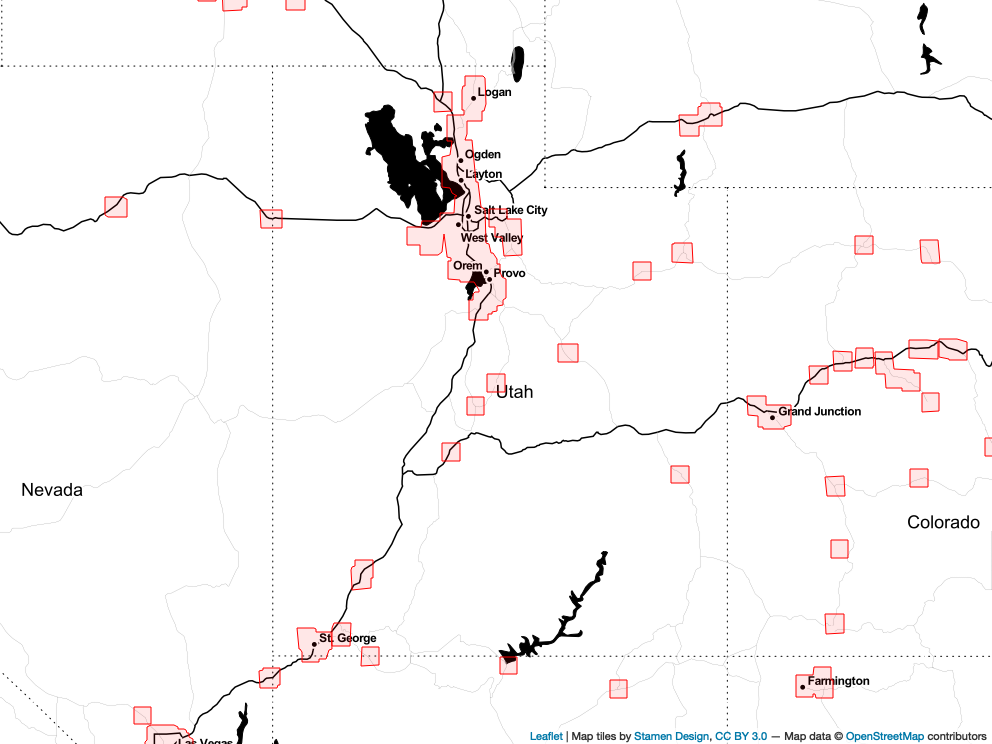 Logan
Ogden
Layton
Salt Lake City
West Valley
Orem
Provo
Utah
Grand Junction
Nevada
Colorado
St. George
Farmington
Las Vegas
Leaflet | Map tiles by Stamen Design, CC BY 3.0 — Map data © OpenStreetMap contributors